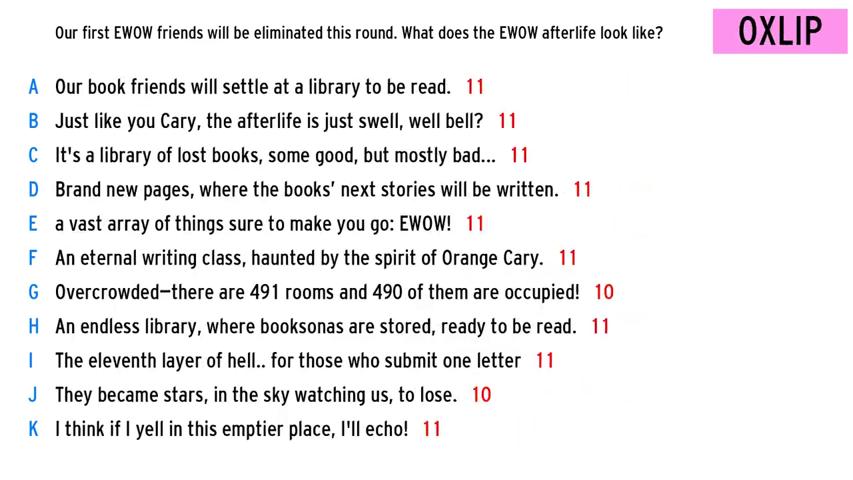 Our first EWOW friends will be eliminated this round. What does the EWOW afterlife look like?
OXLIP
A Our book friends will settle at a library to be read. 11
B Just like you Cary, the afterlife is just swell, well bell? 11
C It's a library of lost books, some good, but mostly bad... 11
D Brand new pages, where the books’ next stories will be written. 11
E a vast array of things sure to make you go: EWOW! 11
F An eternal writing class, haunted by the spirit of Orange Cary. 11
G Overcrowded—there are 491 rooms and 490 of them are occupied! 10
H An endless library, where booksonas are stored, ready to be read. 11
I The eleventh layer of hell.. for those who submit one letter 11
J They became stars, in the sky watching us, to lose. 10
K I think if I yell in this emptier place, I'll echo! 11